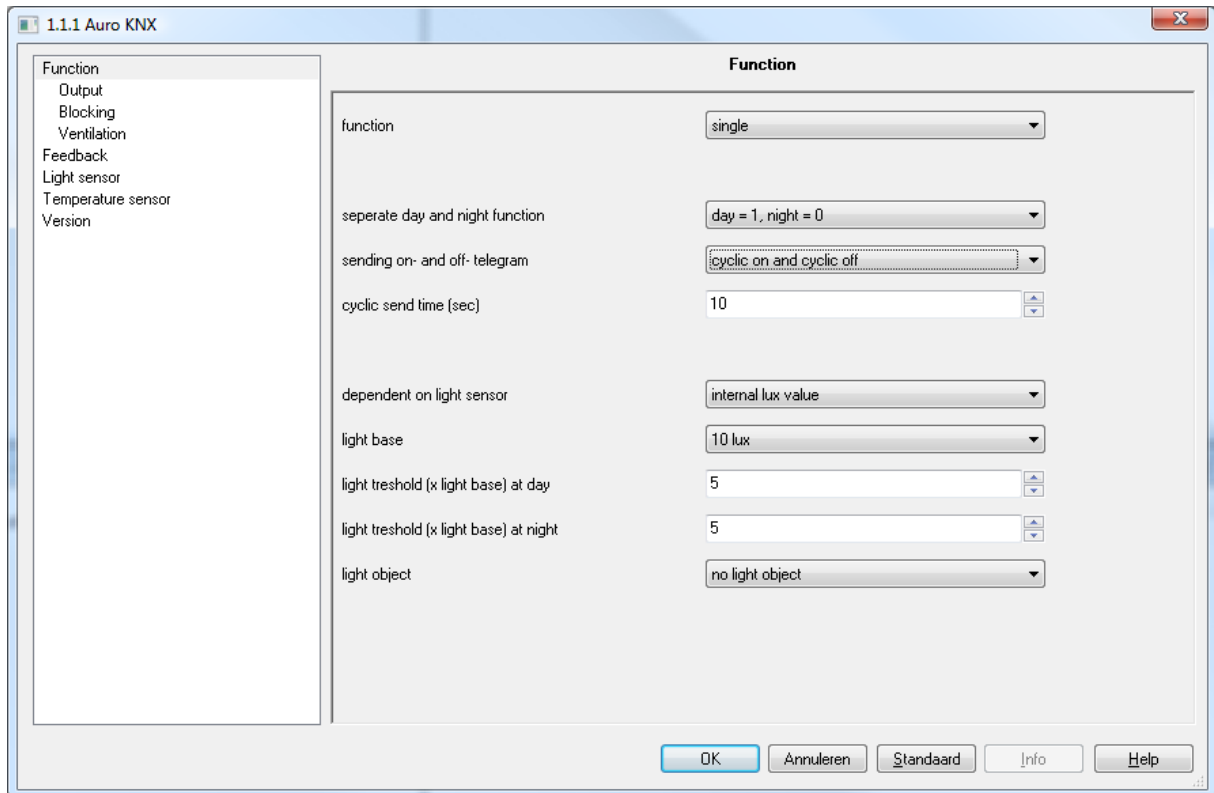 1.1.1 Auro KNX
Function
Output
Blocking
Ventilation
Feedback
Light sensor
Temperature sensor
Version
Function
function single
seperate day and night function day = 1, night = 0
sending on- and off- telegram cyclic on and cyclic off
cyclic send time (sec) 10
dependent on light sensor internal lux value
light base 10 lux
light treshold (x light base) at day 5
light treshold (x light base) at night 5
light object no light object
OK Annuleren Standaard Info Help